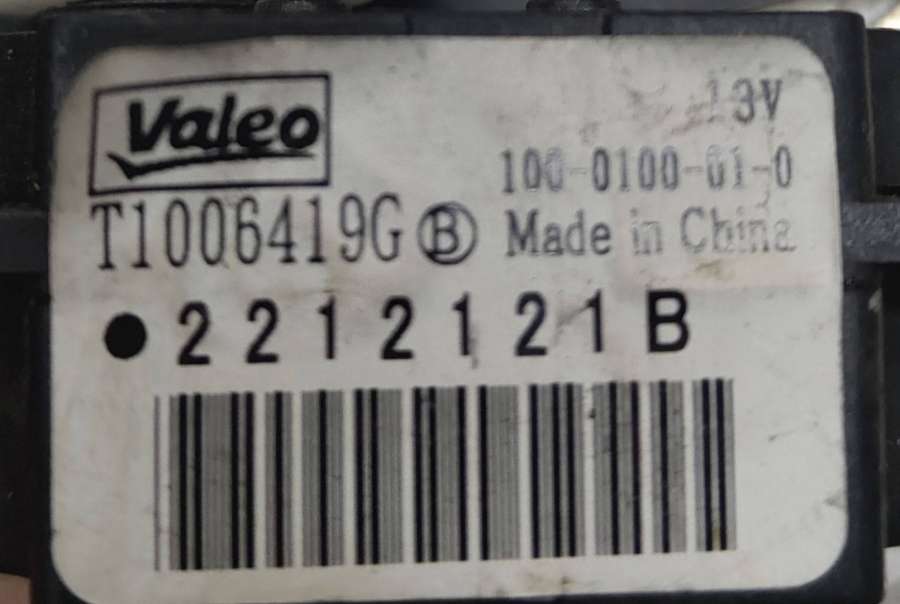 Valeo
13V
100-0100-01-0
T1006419G Ⓑ Made in China
●2212121B